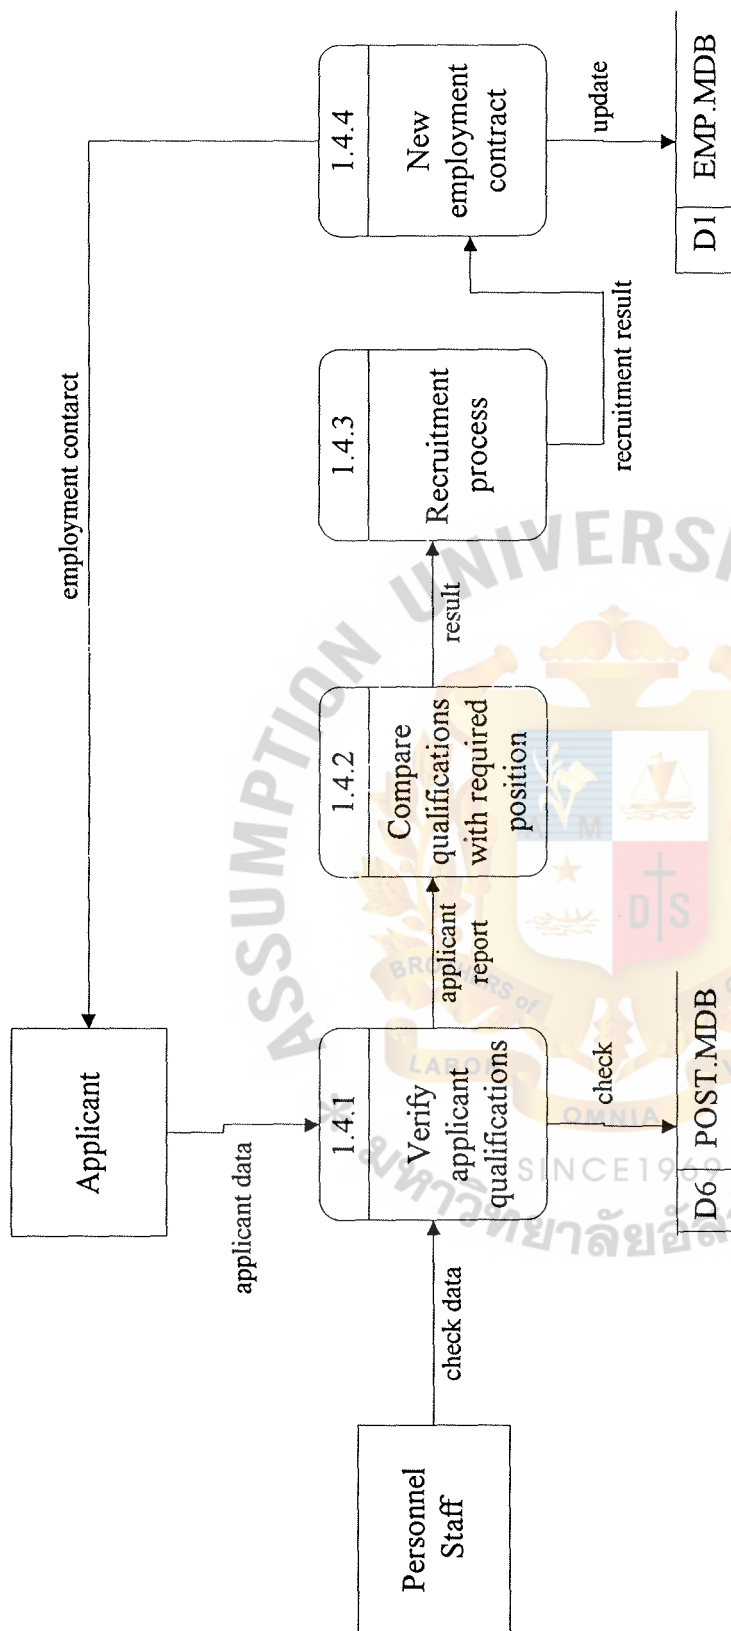 Applicant
employment contarct
applicant data
Personnel
Staff
check data
1.4.1
Verify
applicant
qualifications
check
D6 POST.MDB
applicant
report
1.4.2
Compare
qualifications
with required
position
result
1.4.3
Recruitment
process
recruitment result
1.4.4
New
employment
contract
update
D1 EMP.MDB
ASSUMPTION
A M
D S
BROTHERS of
LABOR
OMNIA
SINCE 1969